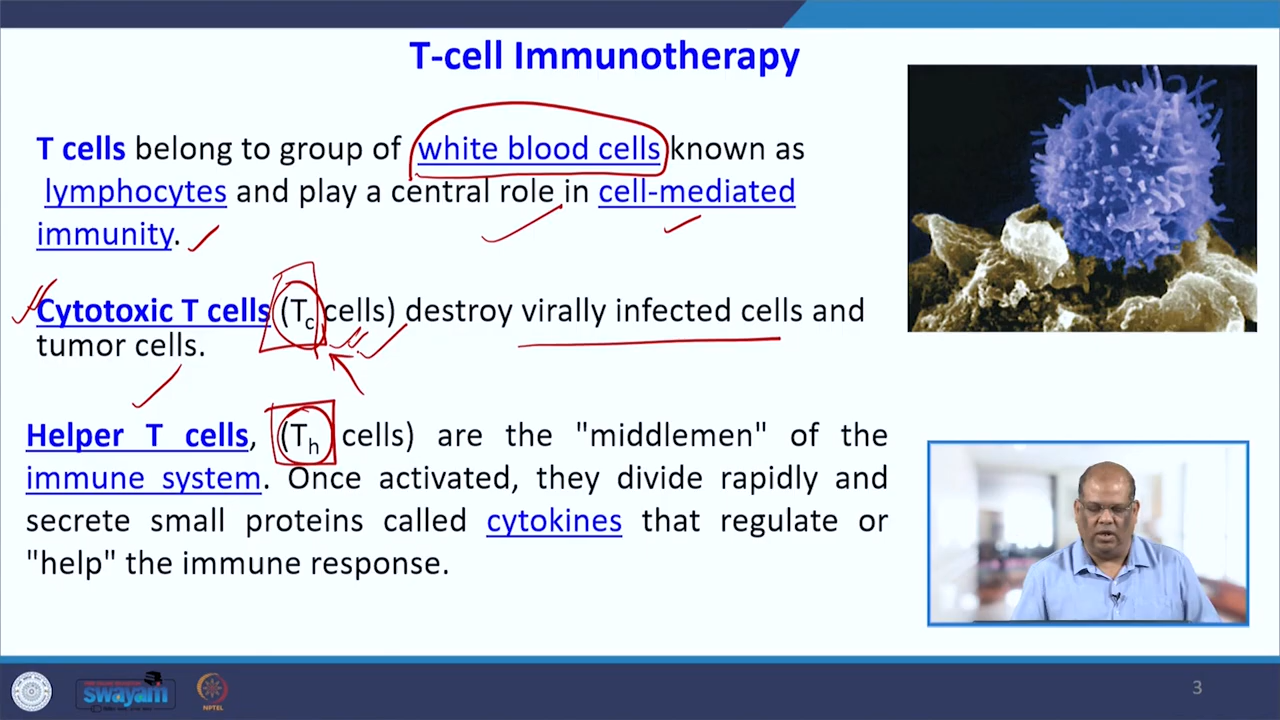 T-cell Immunotherapy
T cells belong to group of white blood cells known as
lymphocytes and play a central role in cell-mediated
immunity.
Cytotoxic T cells (Tc cells) destroy virally infected cells and
tumor cells.
Helper T cells, (Th cells) are the "middlemen" of the
immune system. Once activated, they divide rapidly and
secrete small proteins called cytokines that regulate or
"help" the immune response.
swayam
NPTEL
3